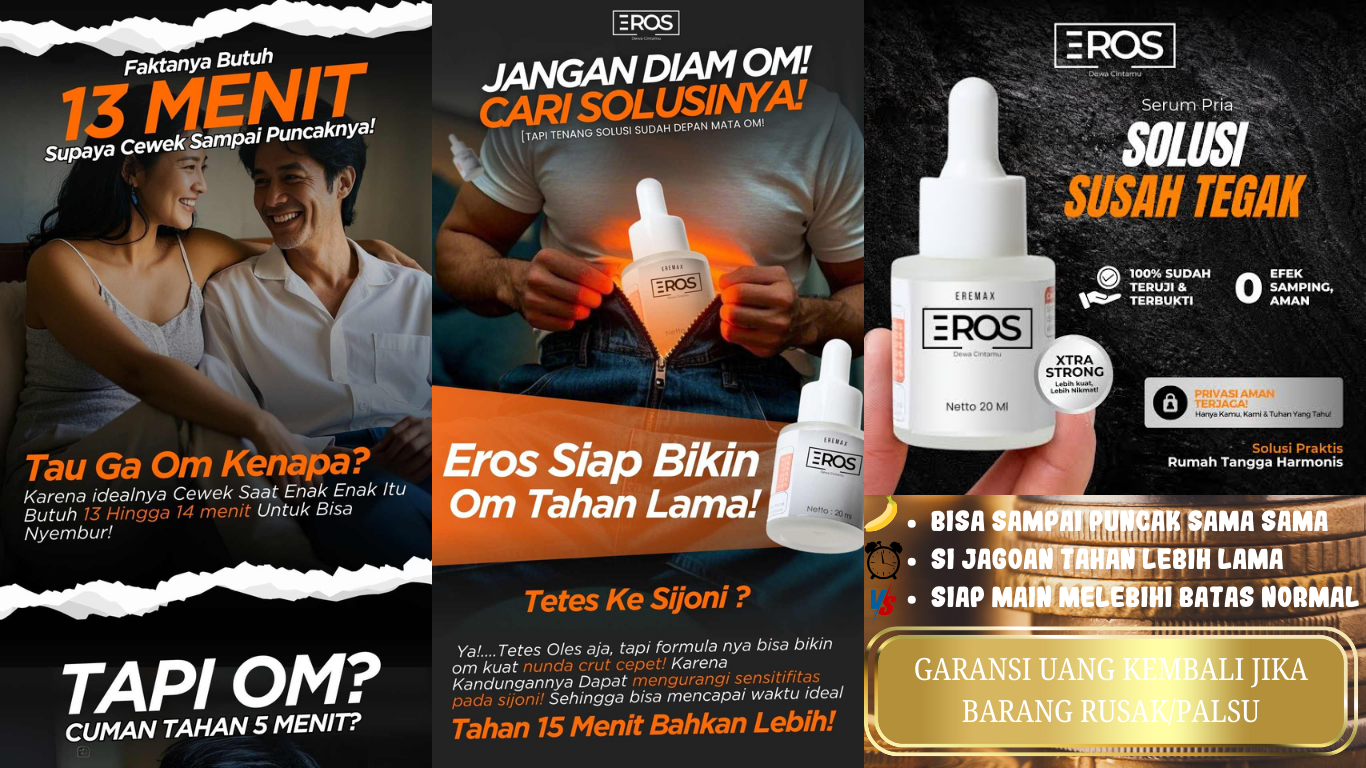 Faktanya Butuh
13 MENIT
Supaya Cewek Sampai Puncaknya!
Tau Ga Om Kenapa?
Karena idealnya Cewek Saat Enak Enak Itu
Butuh 13 Hingga 14 menit Untuk Bisa
Nyembur!
TAPI OM?
CUMAN TAHAN 5 MENIT?
EROS
Dewa Cintamu
JANGAN DIAM OM!
CARI SOLUSINYA!
[TAPI TENANG SOLUSI SUDAH DEPAN MATA OM!
EREMAX
EROS
Netto
Eros Siap Bikin
Om Tahan Lama!
EREMAX
EROS
Netto : 20 ml
Tetes Ke Sijoni ?
Ya!....Tetes Oles aja, tapi formula nya bisa bikin
om kuat nunda crut cepet! Karena
Kandungannya Dapat mengurangi sensitifitas
pada sijoni! Sehingga bisa mencapai waktu ideal
Tahan 15 Menit Bahkan Lebih!
EROS
Dewa Cintamu
Serum Pria
SOLUSI
SUSAH TEGAK
100% SUDAH
TERUJI &
TERBUKTI
0 EFEK
SAMPING,
AMAN
EREMAX
EROS
Dewa Cintamu
Netto 20 Ml
XTRA
STRONG
Lebih kuat,
Lebih Nikmat!
PRIVASI AMAN
TERJAGA!
Hanya Kamu, Kami & Tuhan Yang Tahu!
Solusi Praktis
Rumah Tangga Harmonis
• BISA SAMPAI PUNCAK SAMA SAMA
• SI JAGOAN TAHAN LEBIH LAMA
VS • SIAP MAIN MELEBIHI BATAS NORMAL
GARANSI UANG KEMBALI JIKA
BARANG RUSAK/PALSU